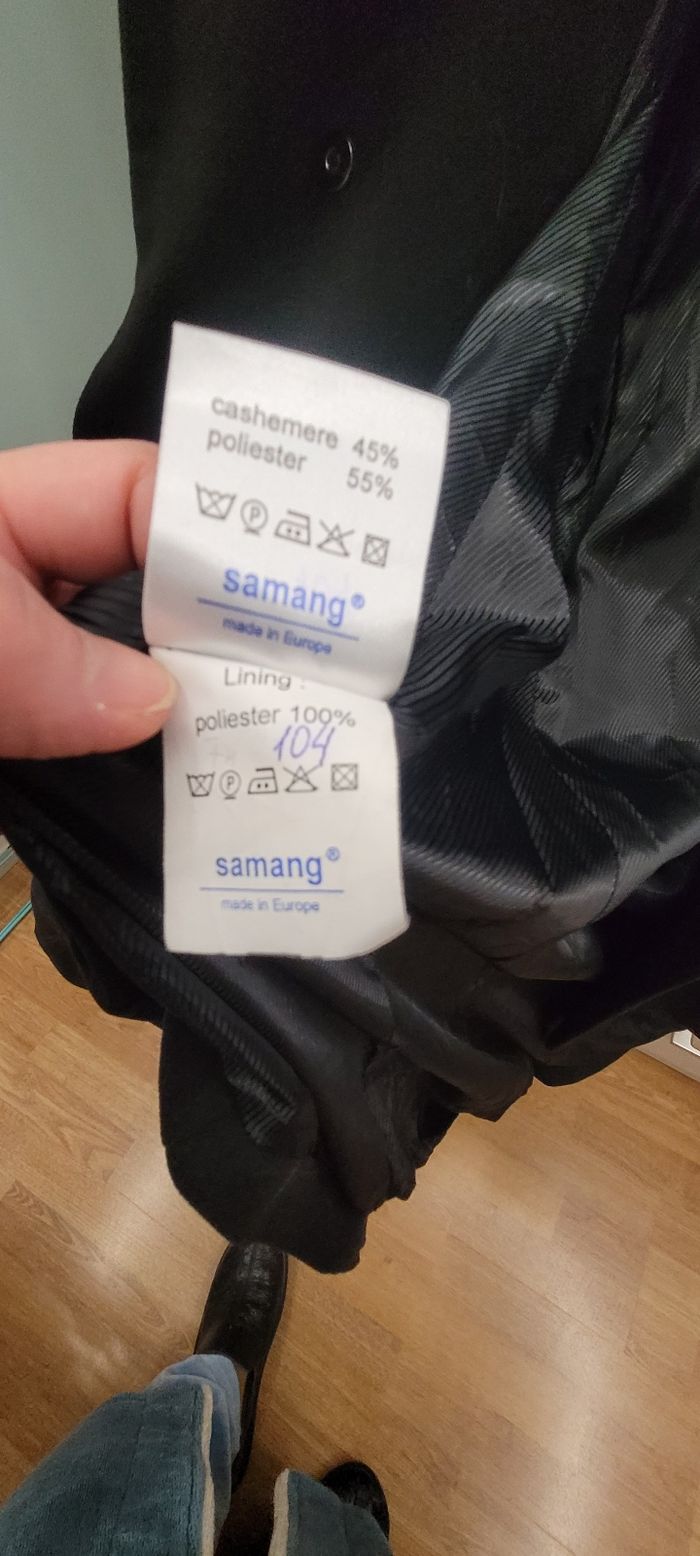 cashemere 45%
poliester 55%
P
samang®
made in Europe
Lining :
poliester 100%
104
P
samang®
made in Europe